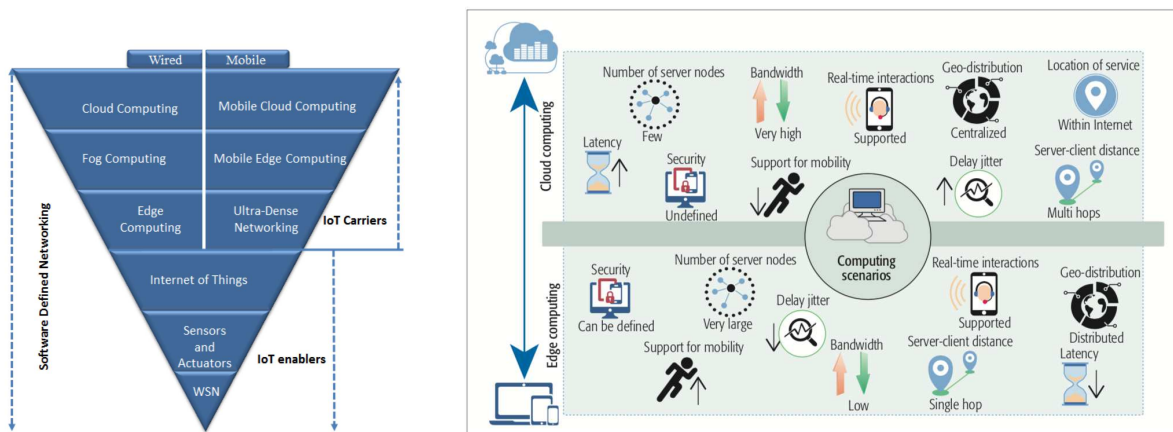 Wired
Mobile
Cloud Computing
Mobile Cloud Computing
Fog Computing
Mobile Edge Computing
Edge
Computing
Ultra-Dense
Networking
IoT Carriers
Internet of Things
Sensors
and
Actuators
IoT enablers
WSN
Software Defined Networking
Cloud computing
Edge computing
Number of server nodes
Few
Bandwidth
Very high
Real-time interactions
Supported
Geo-distribution
Centralized
Location of service
Within Internet
Latency
Security
Undefined
Support for mobility
Delay jitter
Server-client distance
Multi hops
Computing
scenarios
Security
Can be defined
Number of server nodes
Very large
Delay jitter
Real-time interactions
Supported
Geo-distribution
Distributed
Support for mobility
Bandwidth
Low
Server-client distance
Single hop
Latency